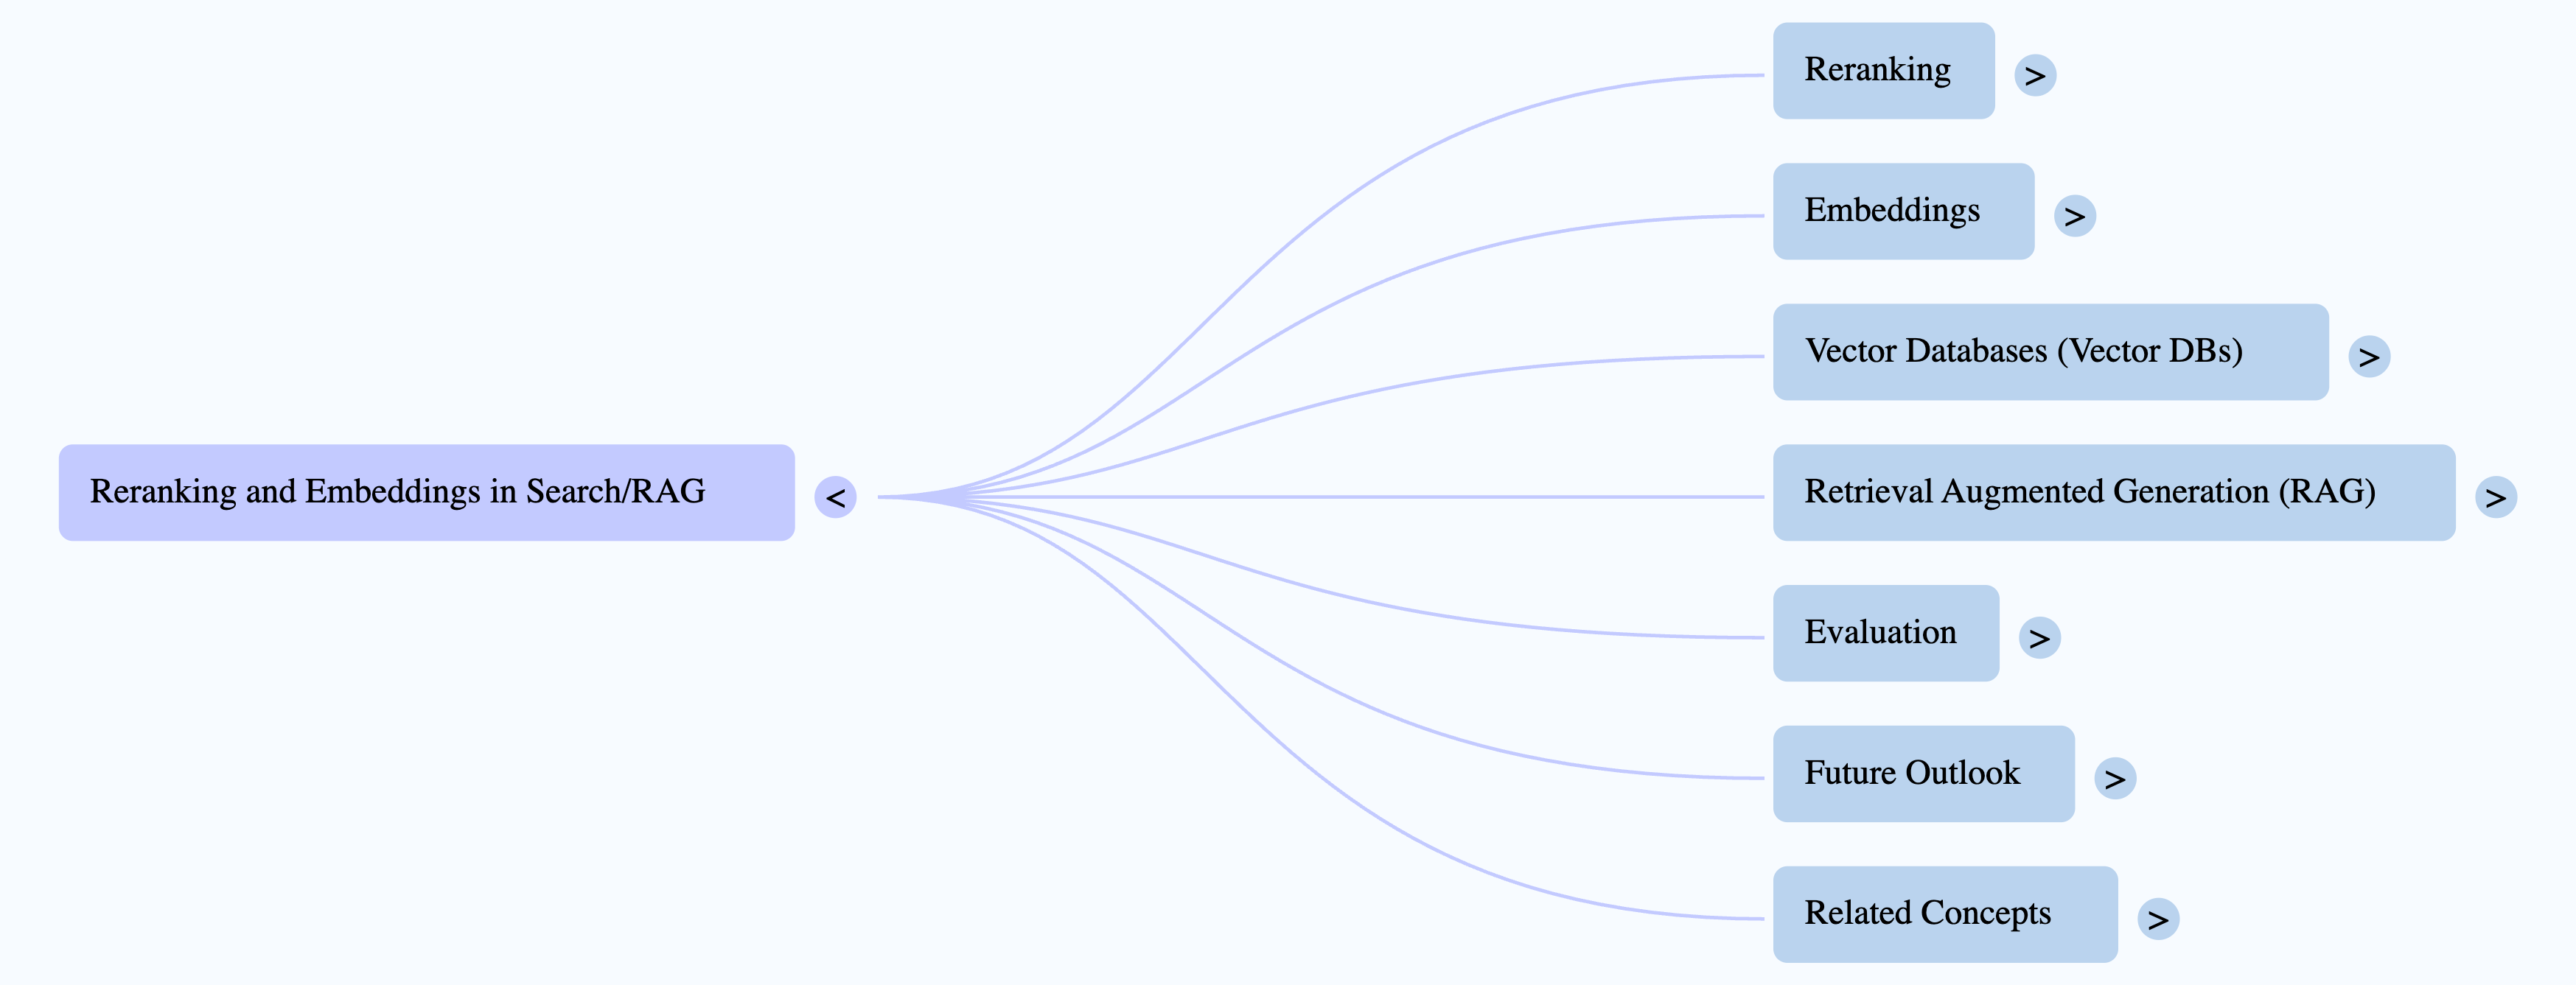 Reranking >
Embeddings >
Vector Databases (Vector DBs) >
Reranking and Embeddings in Search/RAG <
Retrieval Augmented Generation (RAG) >
Evaluation >
Future Outlook >
Related Concepts >